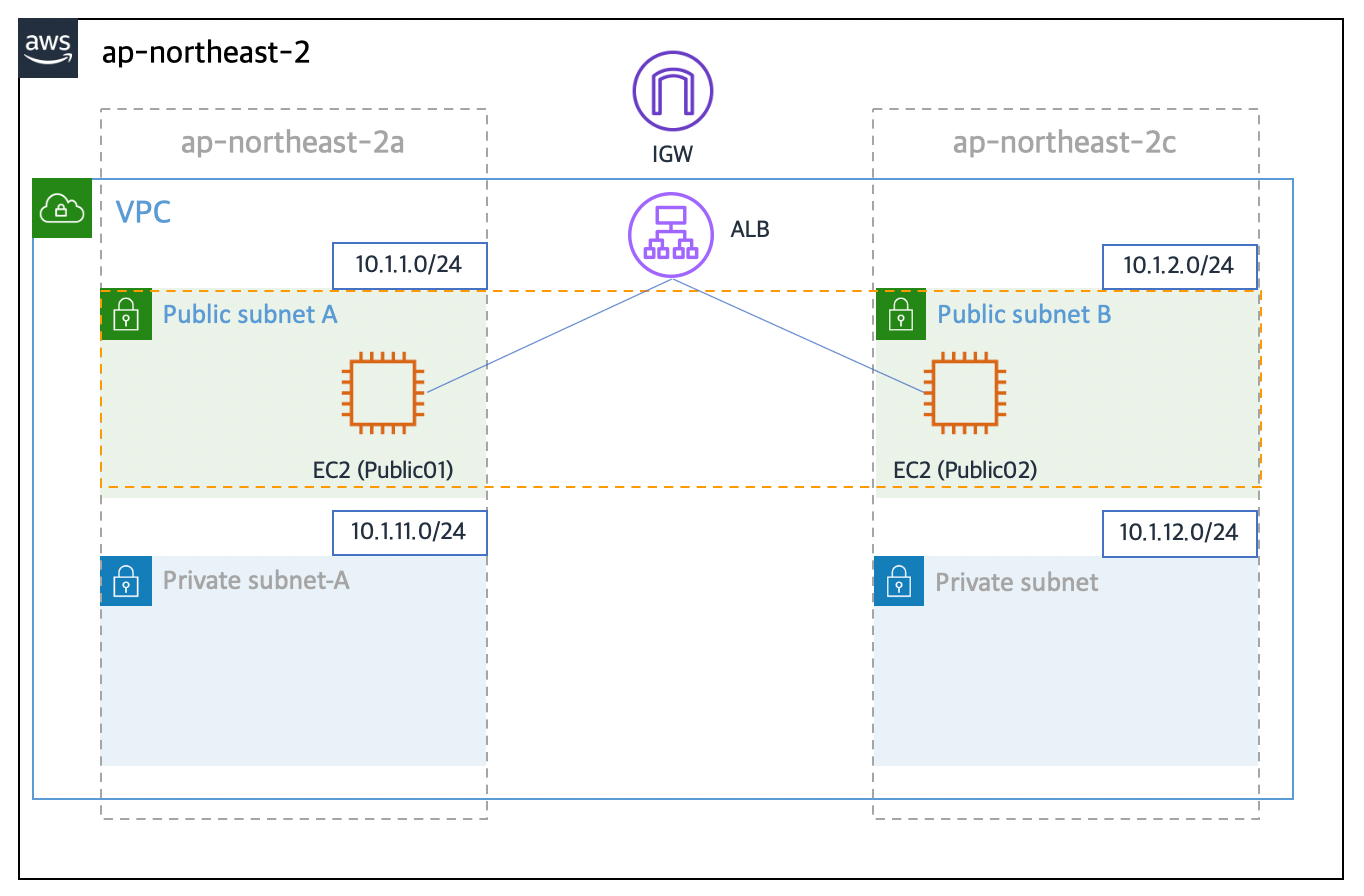 aws
ap-northeast-2
IGW
ap-northeast-2a
ap-northeast-2c
VPC
ALB
10.1.1.0/24
10.1.2.0/24
Public subnet A
Public subnet B
EC2 (Public01)
EC2 (Public02)
10.1.11.0/24
10.1.12.0/24
Private subnet-A
Private subnet